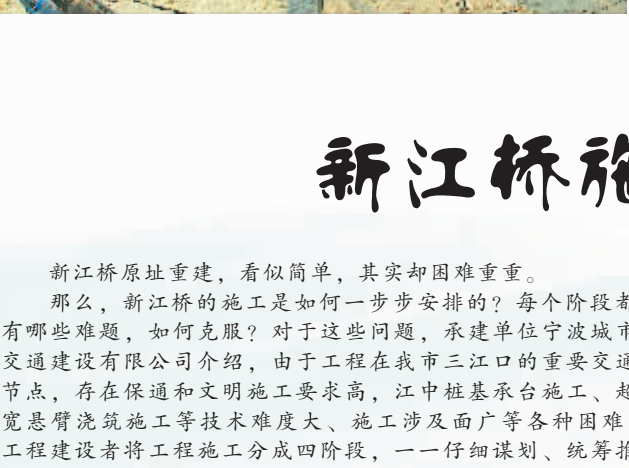 新江桥施
新江桥原址重建，看似简单，其实却困难重重。
那么，新江桥的施工是如何一步步安排的？每个阶段都
有哪些难题，如何克服？对于这些问题，承建单位宁波城市
交通建设有限公司介绍，由于工程在我市三江口的重要交通
节点，存在保通和文明施工要求高，江中桩基承台施工、超
宽悬臂浇筑施工等技术难度大、施工涉及面广等各种困难
工程建设者将工程施工分成四阶段，一一仔细谋划、统筹推